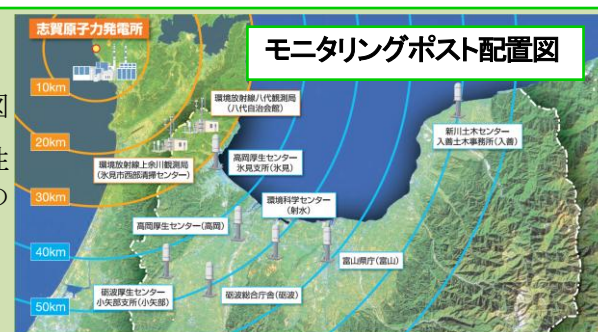 志賀原子力発電所
モニタリングポスト配置図
10km
図
性
の
環境放射線八代観測局
(八代自治会館)
20km
新川土木センター
入善土木事務所(入善)
環境放射線上余川観測局
(氷見市西部清掃センター)
高岡厚生センター
氷見支所(氷見)
30km
環境科学センター
(射水)
高岡厚生センター(高岡)
40km
富山県庁(富山)
砺波厚生センター
小矢部支所(小矢部)
砺波総合庁舎(砺波)
50km